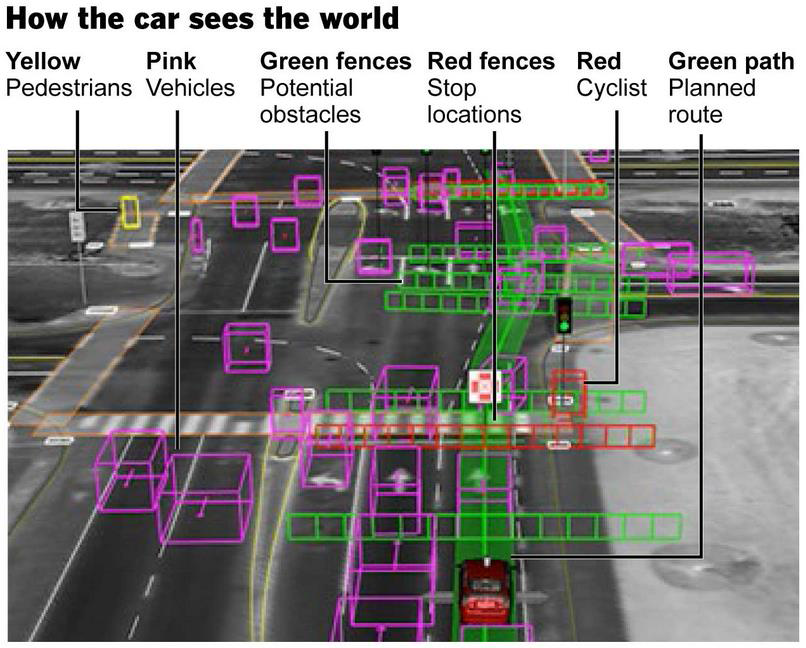 How the car sees the world
Yellow
Pedestrians
Pink
Vehicles
Green fences
Potential
obstacles
Red fences
Stop
locations
Red
Cyclist
Green path
Planned
route